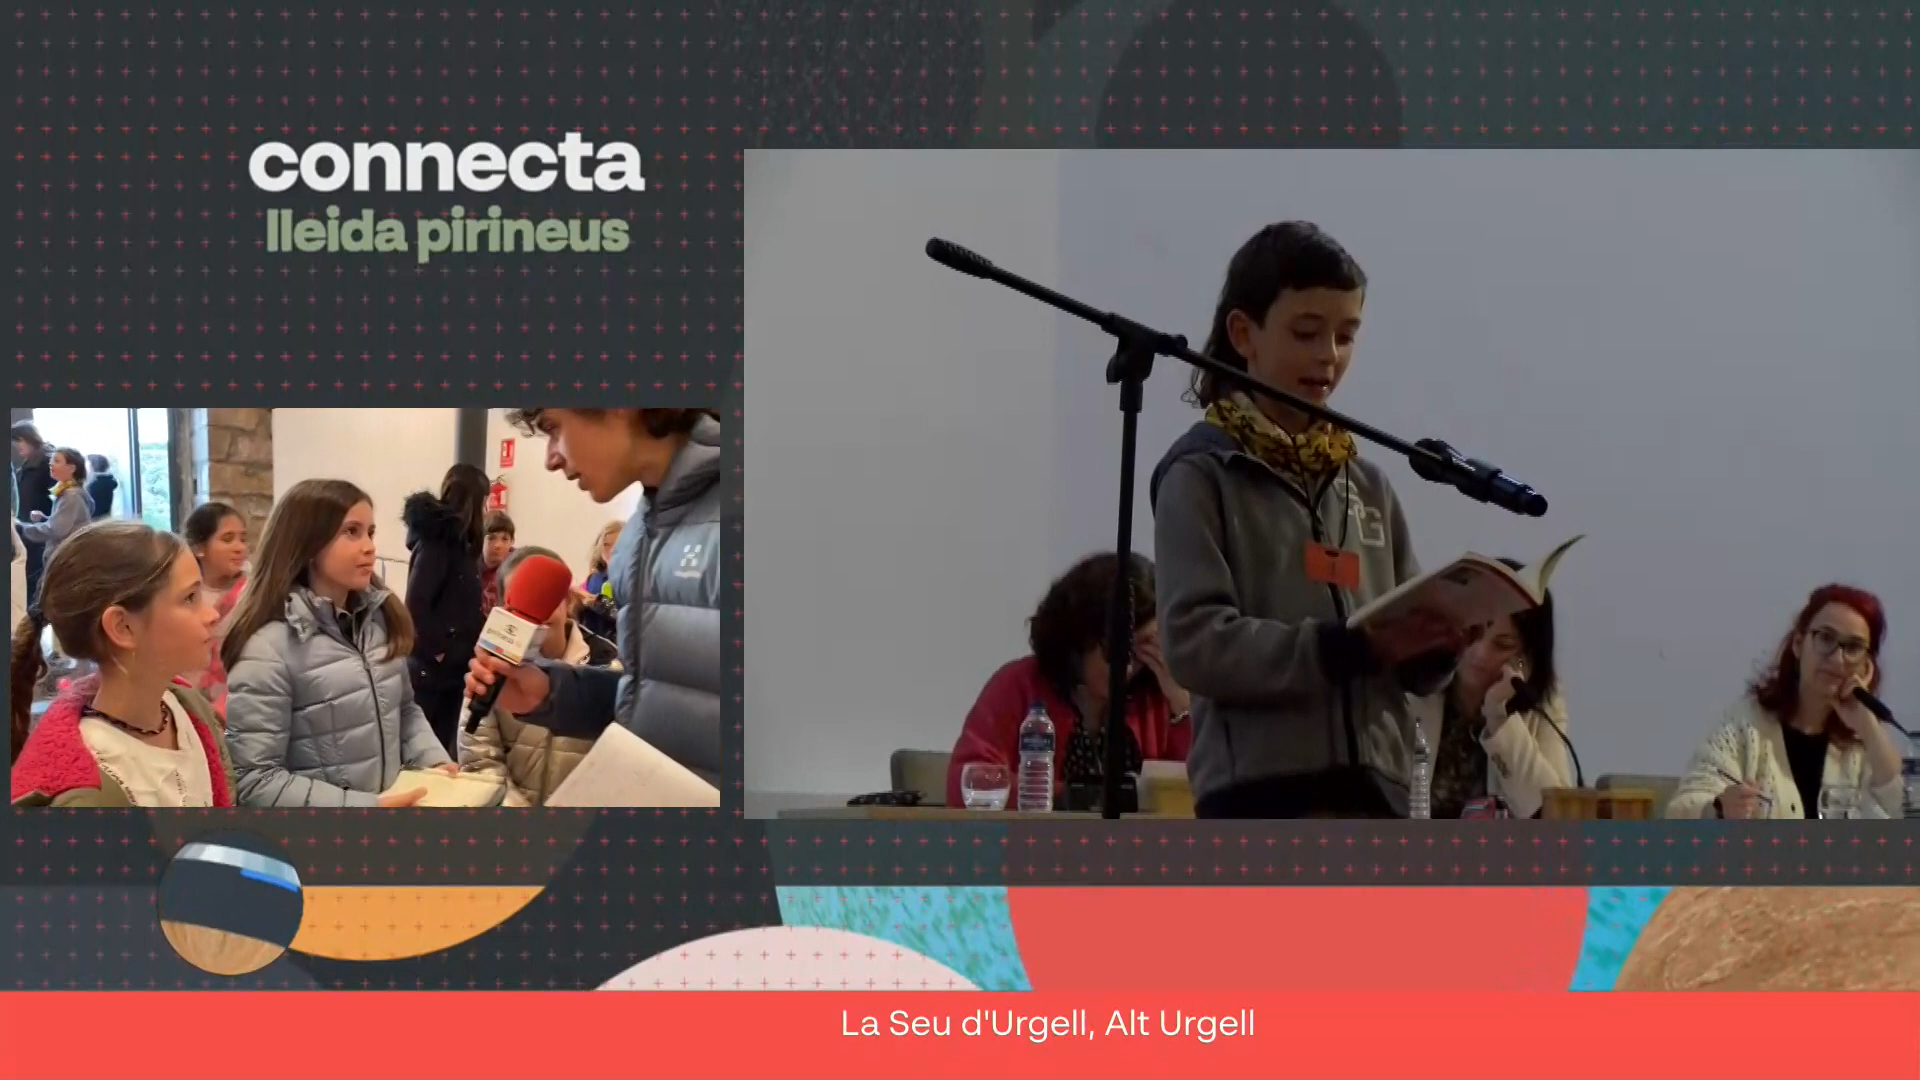 connecta
lleida pirineus
G
La Seu d'Urgell, Alt Urgell